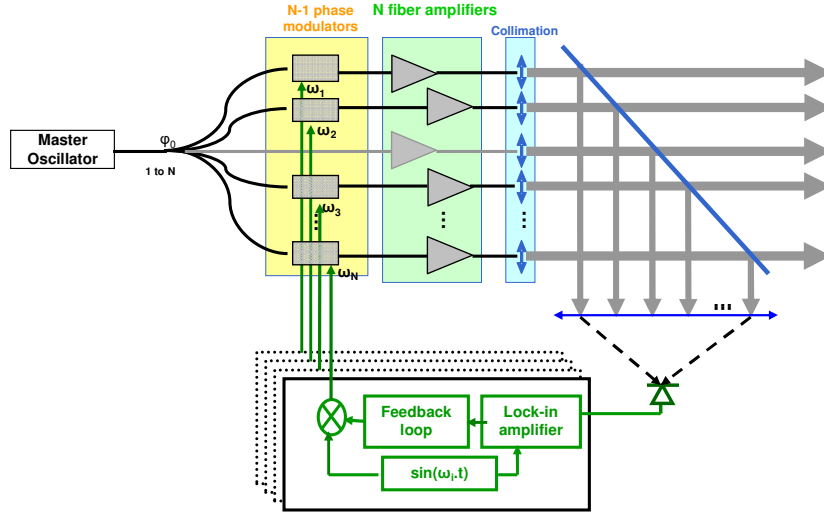 N-1 phase
modulators
N fiber amplifiers
Collimation
ω1
ω2
Master
Oscillator
φ0
1 to N
ω3
...
...
...
ωN
...
Feedback
loop
Lock-in
amplifier
sin(ωi.t)